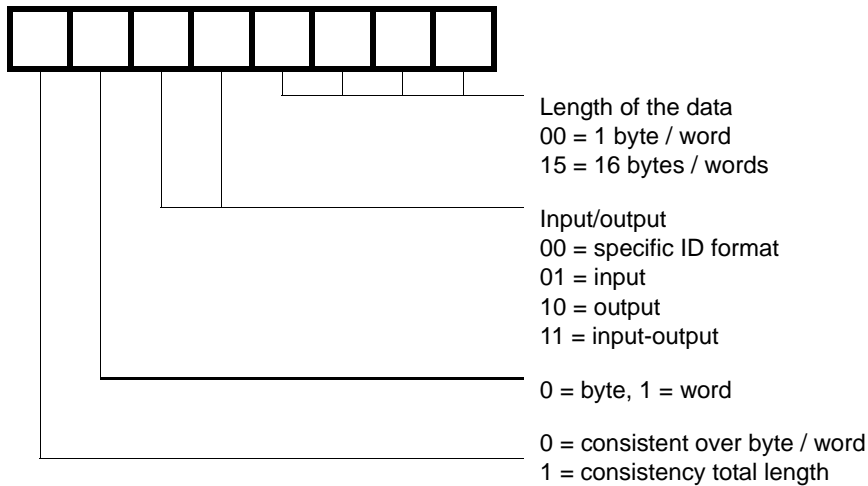 Length of the data
00 = 1 byte / word
15 = 16 bytes / words
Input/output
00 = specific ID format
01 = input
10 = output
11 = input-output
0 = byte, 1 = word
0 = consistent over byte / word
1 = consistency total length